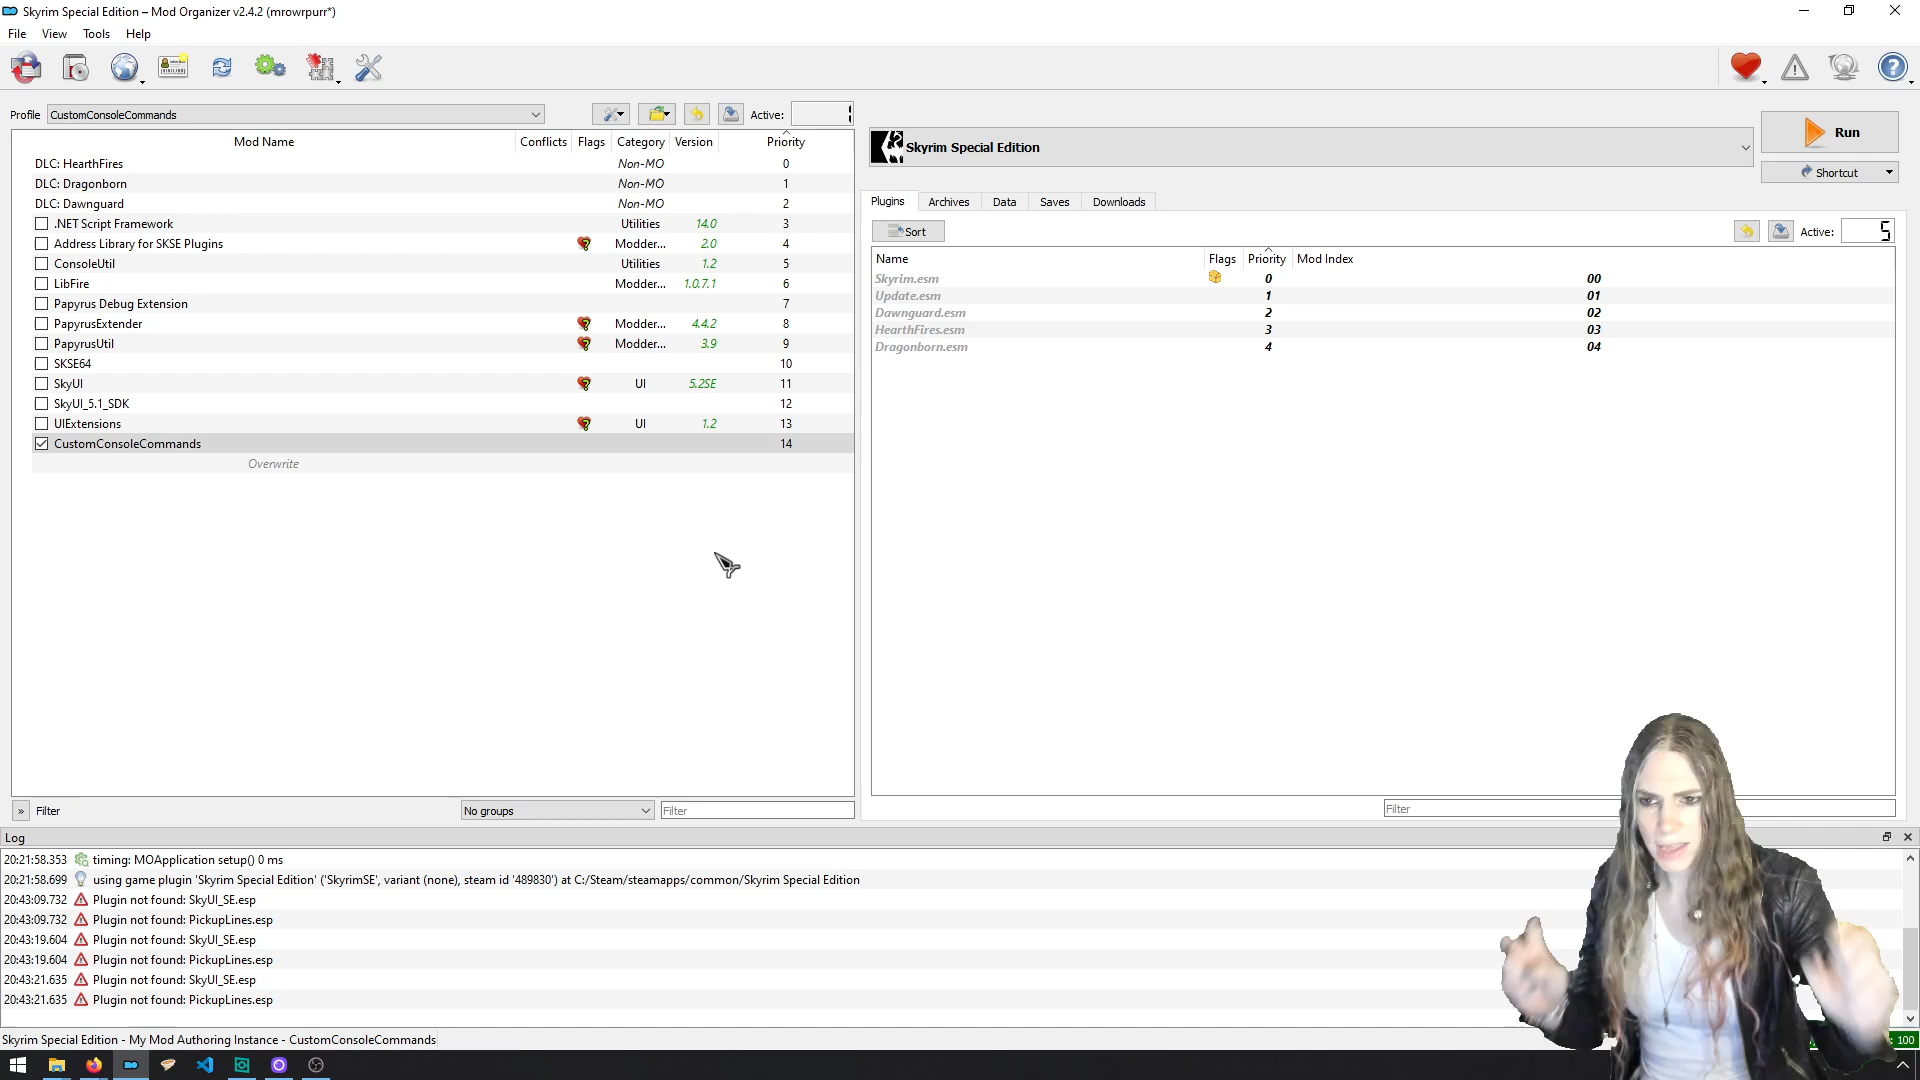 Skyrim Special Edition – Mod Organizer v2.4.2 (mrowrpurr*)
File View Tools Help
Profile CustomConsoleCommands Active: 1
Mod Name Conflicts Flags Category Version Priority
DLC: HearthFires Non-MO 0
DLC: Dragonborn Non-MO 1
DLC: Dawnguard Non-MO 2
.NET Script Framework Utilities 14.0 3
Address Library for SKSE Plugins Modder... 2.0 4
ConsoleUtil Utilities 1.2 5
LibFire Modder... 1.0.7.1 6
Papyrus Debug Extension 7
PapyrusExtender Modder... 4.4.2 8
PapyrusUtil Modder... 3.9 9
SKSE64 10
SkyUI UI 5.2SE 11
SkyUI_5.1_SDK 12
UIExtensions UI 1.2 13
CustomConsoleCommands 14
Overwrite
» Filter No groups Filter
Skyrim Special Edition
Run
Shortcut
Plugins Archives Data Saves Downloads
Sort Active: 5
Name Flags Priority Mod Index
Skyrim.esm 0 00
Update.esm 1 01
Dawnguard.esm 2 02
HearthFires.esm 3 03
Dragonborn.esm 4 04
Filter
Log
20:21:58.353 timing: MOApplication setup() 0 ms
20:21:58.699 using game plugin 'Skyrim Special Edition' ('SkyrimSE', variant (none), steam id '489830') at C:/Steam/steamapps/common/Skyrim Special Edition
20:43:09.732 Plugin not found: SkyUI_SE.esp
20:43:09.732 Plugin not found: PickupLines.esp
20:43:19.604 Plugin not found: SkyUI_SE.esp
20:43:19.604 Plugin not found: PickupLines.esp
20:43:21.635 Plugin not found: SkyUI_SE.esp
20:43:21.635 Plugin not found: PickupLines.esp
Skyrim Special Edition - My Mod Authoring Instance - CustomConsoleCommands
100